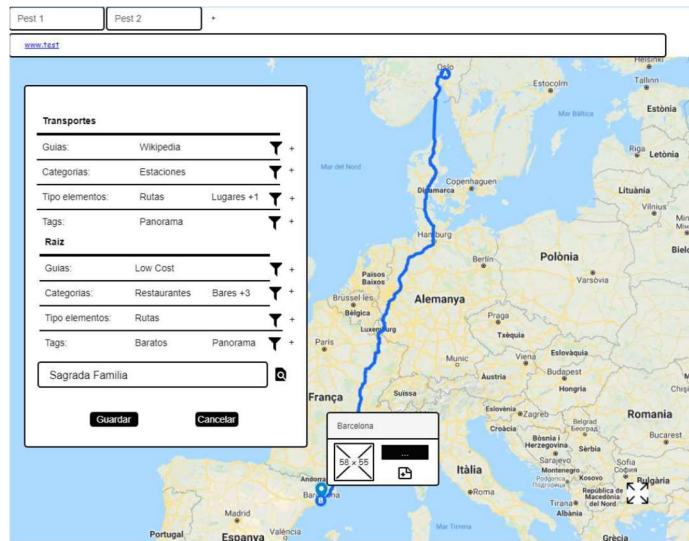 Pest 1 Pest 2 +
www.test
Transportes
Guias: Wikipedia +
Categorias: Estaciones +
Tipo elementos: Rutas Lugares +1 +
Tags: Panorama +
Raiz
Guias: Low Cost +
Categorias: Restaurantes Bares +3 +
Tipo elementos: Rutas +
Tags: Baratos Panorama +
Sagrada Familia
Guardar Cancelar
Oslo
A
Helsinki
Estocolm
Tallinn
Estònia
Mar Bàltica
Riga
Letònia
Mar del Nord
Copenhaguen
Dinamarca
Lituània
Vilnius
Hamburg
Berlín
Polònia
Varsòvia
Països
Baixos
Brussel·les
Bèlgica
Alemanya
Luxemburg
Praga
Txèquia
París
Munic
Viena
Eslovàquia
Budapest
Àustria
Hongria
França
Suïssa
Eslovènia
Zagreb
Croàcia
Romania
Belgrad
Београд
Bucarest
Bòsnia i
Herzegovina
Sèrbia
Sarajevo
Barcelona
58 x 55
...
Montenegro
Kosovo
Sofia
София
Bulgària
Itàlia
Roma
República de
Macedònia
del Nord
Tirana
Albània
Andorra
Barcelona
B
Madrid
València
Portugal
Espanya
Mar Tirrena
Grècia